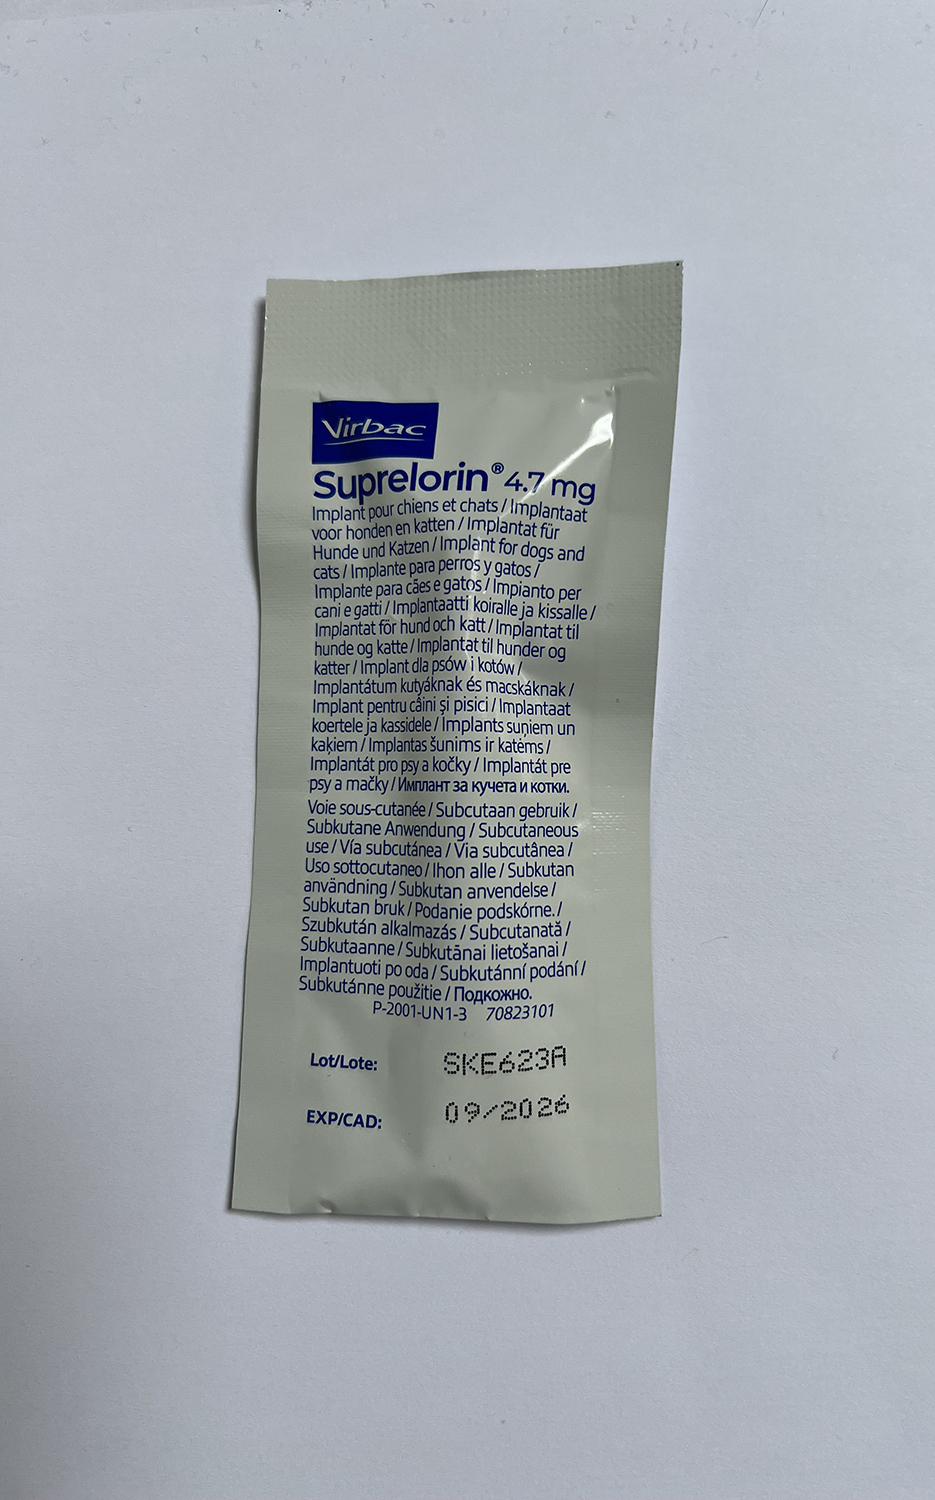 Virbac
Suprelorin® 4.7 mg
Implant pour chiens et chats / Implantaat
voor honden en katten / Implantat für
Hunde und Katzen / Implant for dogs and
cats / Implante para perros y gatos /
Implante para cães e gatos / Impianto per
cani e gatti / Implantaatti koiralle ja kissalle /
Implantat för hund och katt / Implantat til
hunde og katte / Implantat til hunder og
katter / Implant dla psów i kotów /
Implantátum kutyáknak és macskáknak /
Implant pentru câini şi pisici / Implantaat
koertele ja kassidele / Implants suņiem un
kaķiem / Implantas šunims ir katėms /
Implantát pro psy a kočky / Implantát pre
psy a mačky / Имплант за кучета и котки.
Voie sous-cutanée / Subcutaan gebruik /
Subkutane Anwendung / Subcutaneous
use / Vía subcutánea / Via subcutânea /
Uso sottocutaneo / Ihon alle / Subkutan
användning / Subkutan anvendelse /
Subkutan bruk / Podanie podskórne. /
Szubkután alkalmazás / Subcutanată /
Subkutaanne / Subkutānai lietošanai /
Implantuoti po oda / Subkutánní podání /
Subkutánne použitie / Подкожно.
P-2001-UN1-3 70823101
Lot/Lote: SKE623A
EXP/CAD: 09/2026